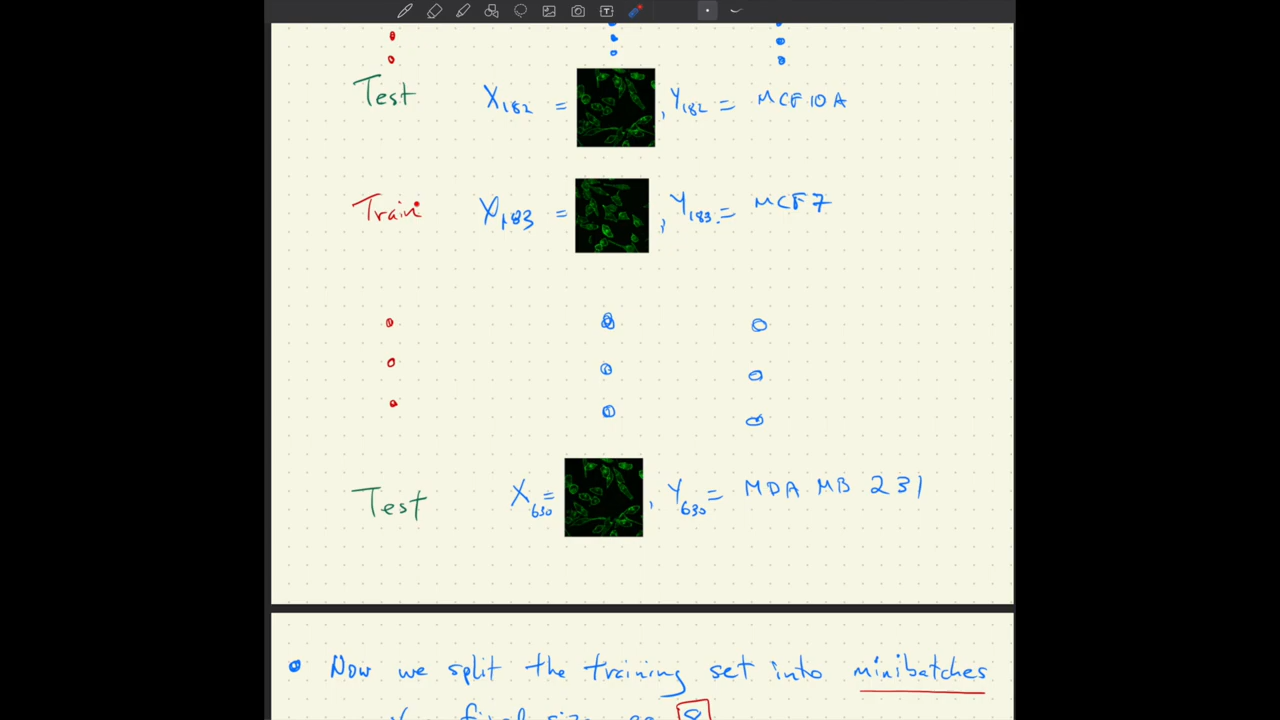 Test X182 = , Y182 = MCF10A
Train X183 = , Y183 = MCF7
Test X630 = , Y630 = MDA MB 231
• Now we split the training set into minibatches